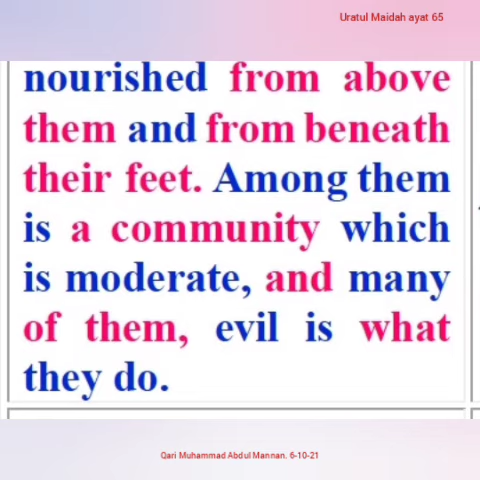 Uratul Maidah ayat 65
nourished from above
them and from beneath
their feet. Among them
is a community which
is moderate, and many
of them, evil is what
they do.
Qari Muhammad Abdul Mannan. 6-10-21